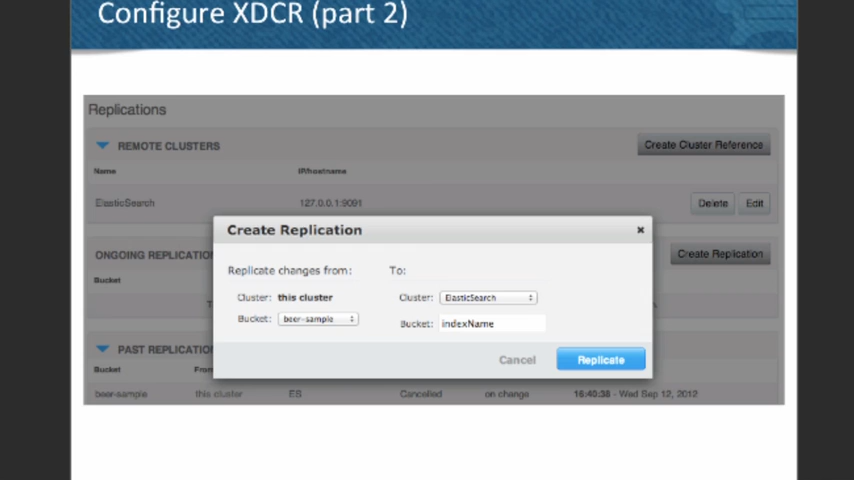 Configure XDCR (part 2)
Replications
REMOTE CLUSTERS
Create Cluster Reference
Name IP/hostname
ElasticSearch 127.0.0.1:9091 Delete Edit
Create Replication
ONGOING REPLICATION
Create Replication
Bucket
Replicate changes from: To:
Cluster: this cluster Cluster: ElasticSearch
Bucket: beer-sample Bucket: indexName
PAST REPLICATION
Cancel Replicate
Bucket From
beer-sample this cluster ES Cancelled on change 16:40:38 - Wed Sep 12, 2012